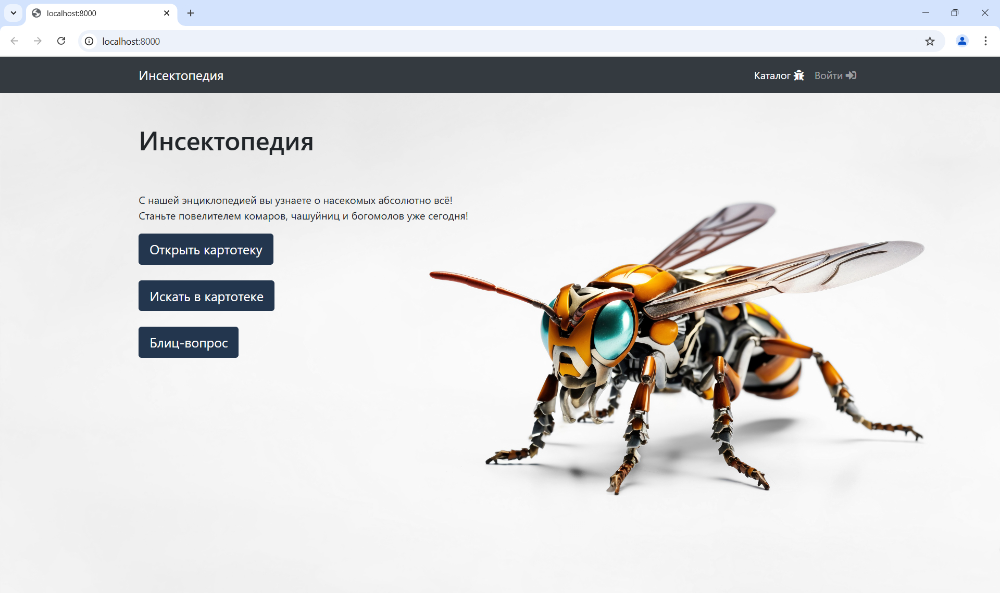 localhost:8000
localhost:8000
Инсектопедия
Каталог
Войти
Инсектопедия
С нашей энциклопедией вы узнаете о насекомых абсолютно всё!
Станьте повелителем комаров, чашуйниц и богомолов уже сегодня!
Открыть картотеку
Искать в картотеке
Блиц-вопрос